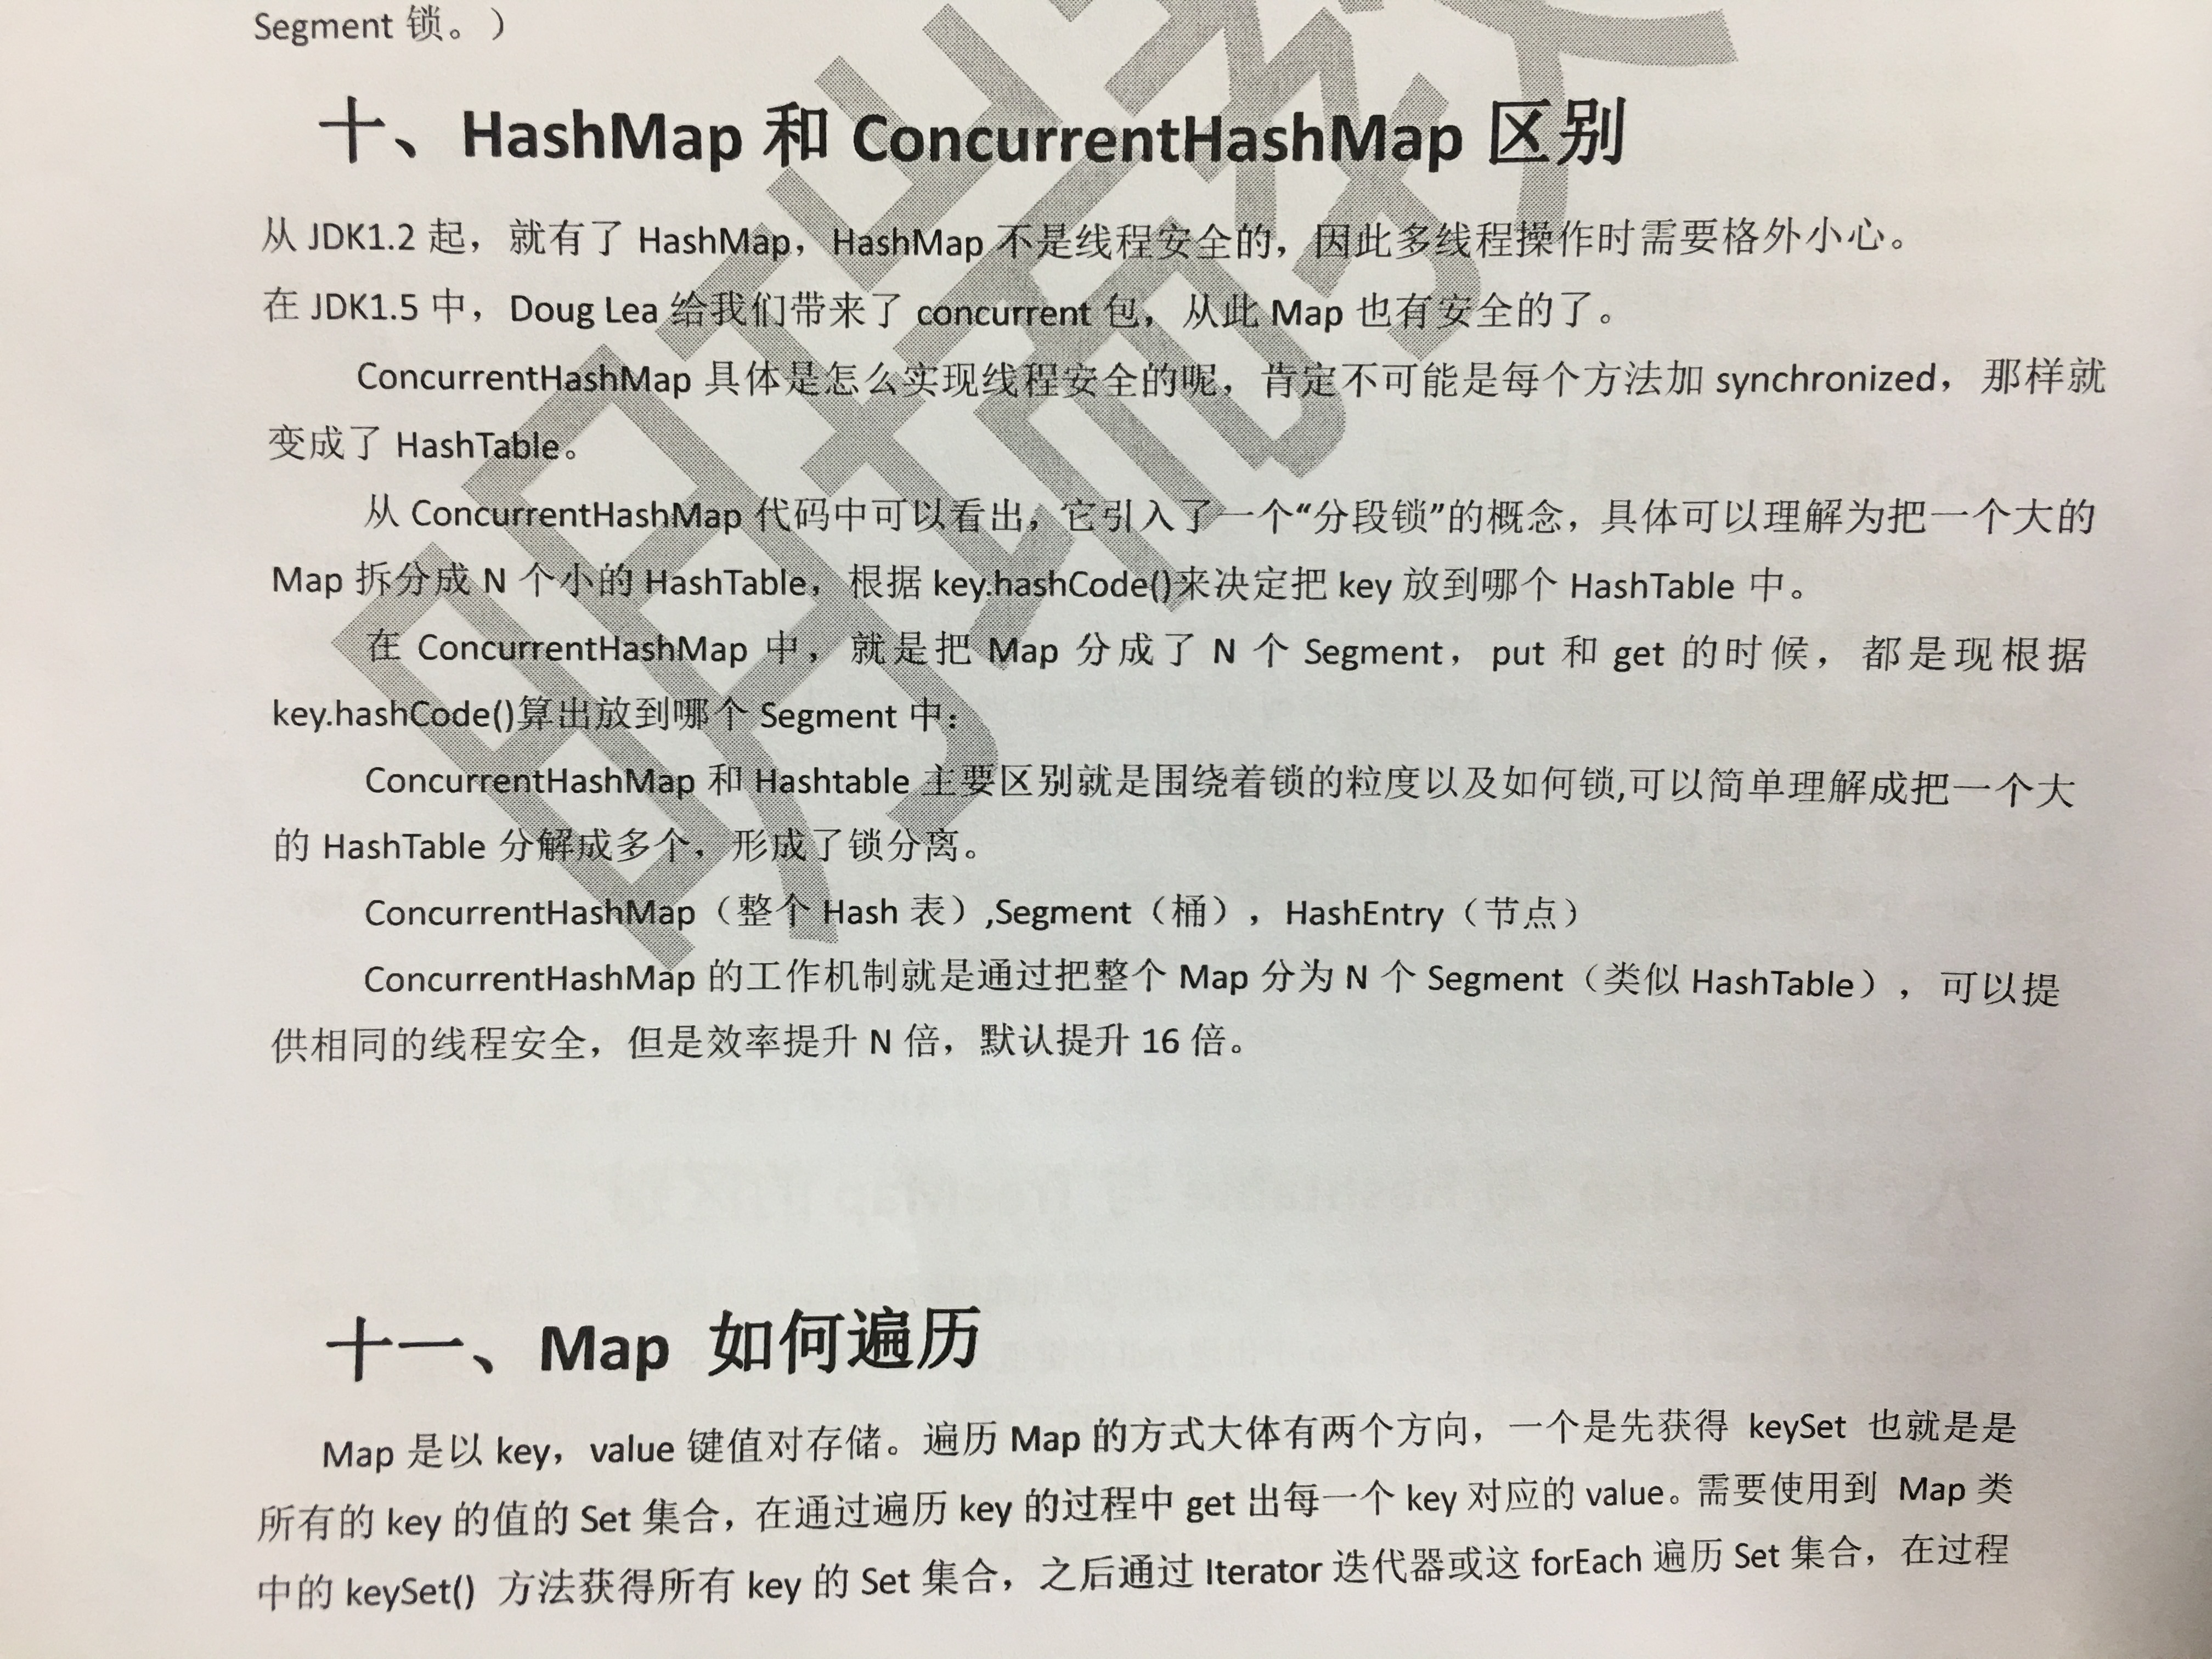 Segment 锁。）
十、HashMap 和 ConcurrentHashMap 区别
从 JDK1.2 起，就有了 HashMap，HashMap 不是线程安全的，因此多线程操作时需要格外小心。
在 JDK1.5 中，Doug Lea 给我们带来了 concurrent 包，从此 Map 也有安全的了。
ConcurrentHashMap 具体是怎么实现线程安全的呢，肯定不可能是每个方法加 synchronized，那样就
变成了 HashTable。
从 ConcurrentHashMap 代码中可以看出，它引入了一个“分段锁”的概念，具体可以理解为把一个大的
Map 拆分成 N 个小的 HashTable，根据 key.hashCode()来决定把 key 放到哪个 HashTable 中。
在 ConcurrentHashMap 中，就是把 Map 分成了 N 个 Segment，put 和 get 的时候，都是现根据
key.hashCode()算出放到哪个 Segment 中：
ConcurrentHashMap 和 Hashtable 主要区别就是围绕着锁的粒度以及如何锁,可以简单理解成把一个大
的 HashTable 分解成多个，形成了锁分离。
ConcurrentHashMap（整个 Hash 表）,Segment（桶），HashEntry（节点）
ConcurrentHashMap 的工作机制就是通过把整个 Map 分为 N 个 Segment（类似 HashTable），可以提
供相同的线程安全，但是效率提升 N 倍，默认提升 16 倍。
十一、Map 如何遍历
Map 是以 key，value 键值对存储。遍历 Map 的方式大体有两个方向，一个是先获得 keySet 也就是是
所有的 key 的值的 Set 集合，在通过遍历 key 的过程中 get 出每一个 key 对应的 value。需要使用到 Map 类
中的 keySet() 方法获得所有 key 的 Set 集合，之后通过 Iterator 迭代器或这 forEach 遍历 Set 集合，在过程